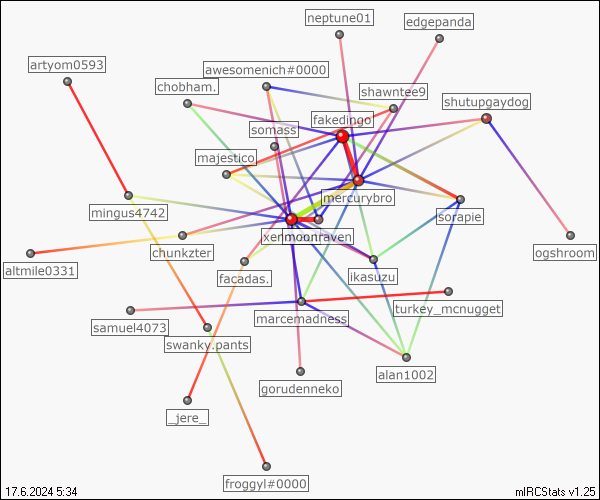 neptune01
edgepanda
artyom0593
awesomenich#0000
chobham.
shawntee9
shutupgaydog
fakedingo
somass
majestico
mercurybro
mingus4742
sorapie
moonraven
chunkzter
ogshroom
altmile0331
facadas.
ikasuzu
turkey_mcnugget
marcemadness
samuel4073
swanky.pants
alan1002
gorudenneko
_jere_
froggyl#0000
17.6.2024 5:34
mIRCStats v1.25